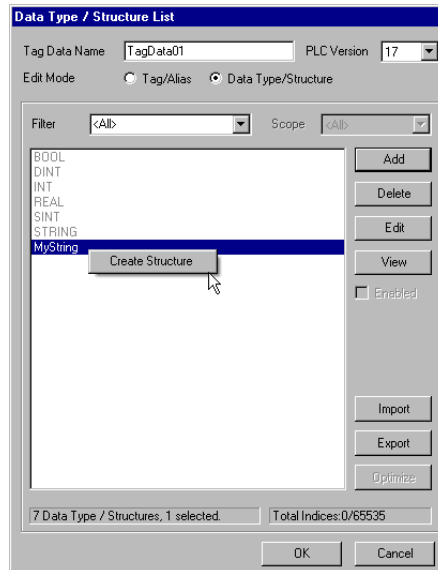 Data Type / Structure List
Tag Data Name TagData01 PLC Version 17
Edit Mode Tag/Alias Data Type/Structure
Filter <All> Scope <All>
BOOL
DINT
INT
REAL
SINT
STRING
MyString
Create Structure
Add
Delete
Edit
View
Enabled
Import
Export
Optimize
7 Data Type / Structures, 1 selected. Total Indices:0/65535
OK Cancel